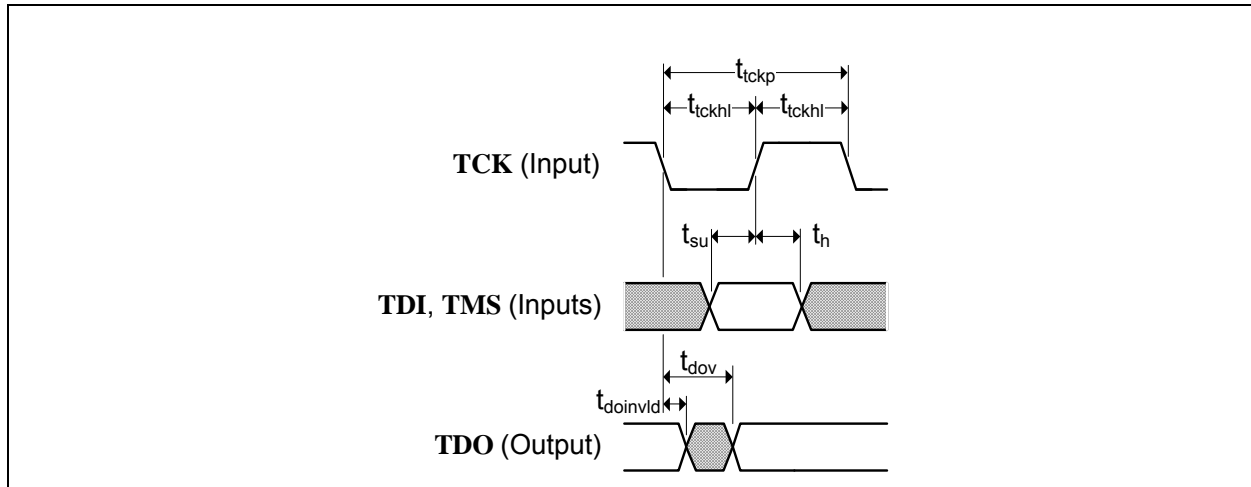 t_tckp
t_tckhl t_tckhl
TCK (Input)
t_su t_h
TDI, TMS (Inputs)
t_dov
t_doinvld
TDO (Output)